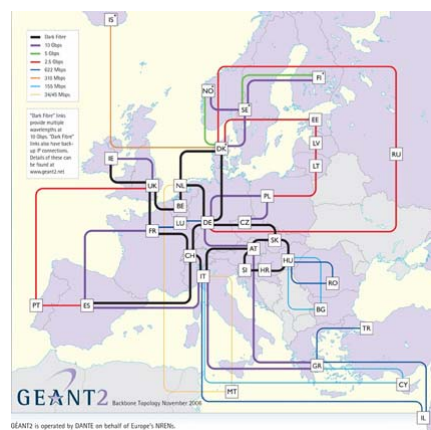 IS
Dark Fibre
10 Gbps
5 Gbps
2.5 Gbps
622 Mbps
310 Mbps
155 Mbps
34/45 Mbps
"Dark Fibre" links
provide multiple
wavelengths at
10 Gbps. "Dark Fibre"
links also have back-
up IP connections.
Details of these can
be found at
www.geant2.net
FI
NO
SE
EE
DK
LV
RU
IE
LT
UK
NL
PL
BE
LU
DE
CZ
FR
SK
AT
CH
HU
IT
SI
HR
RO
PT
ES
BG
TR
GR
CY
MT
IL
GÉANT2 Backbone Topology November 2006
GÉANT2 is operated by DANTE on behalf of Europe's NRENs.